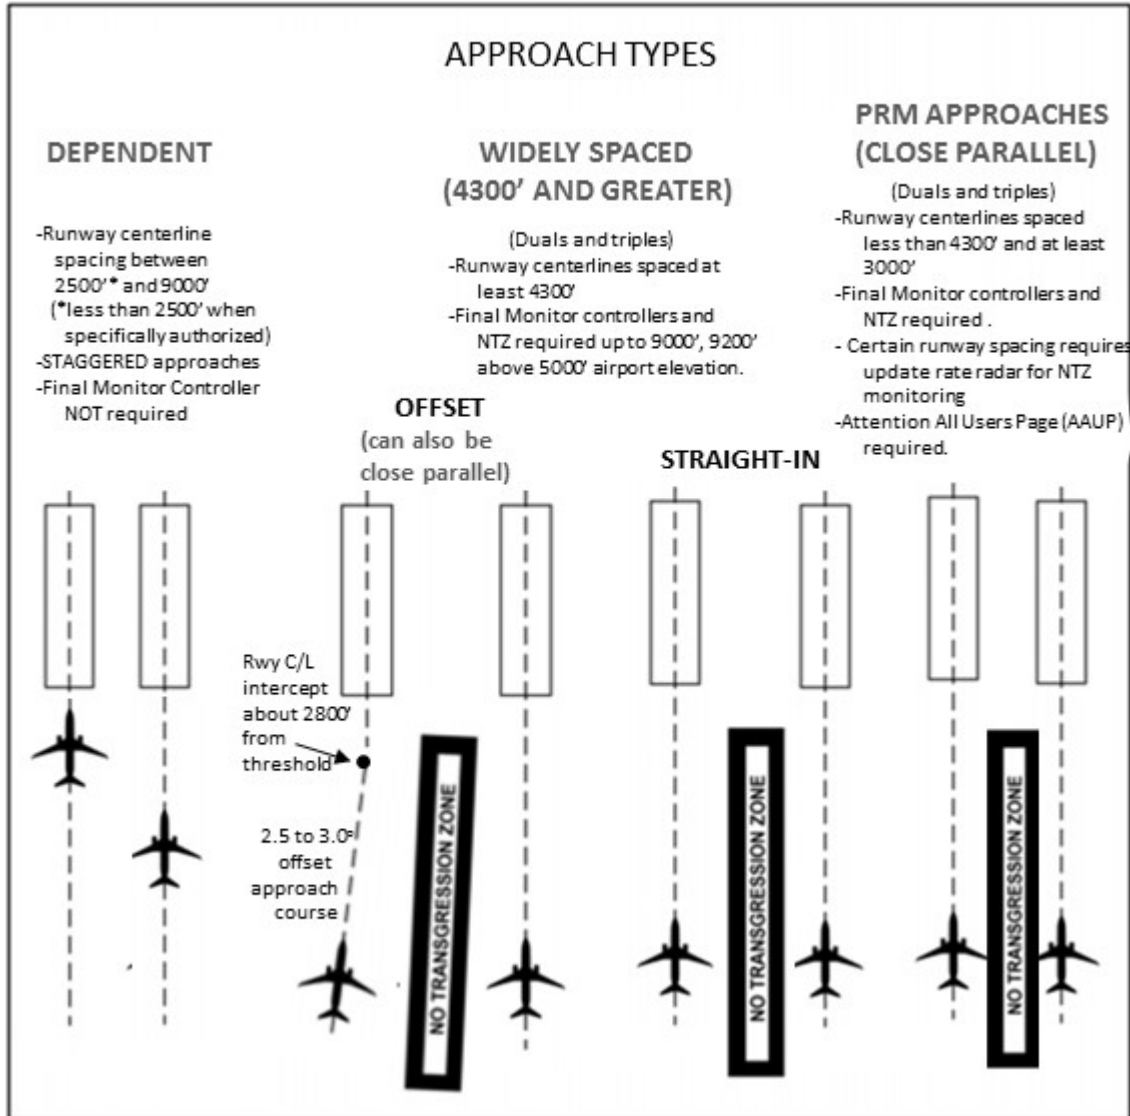 APPROACH TYPES
DEPENDENT
-Runway centerline
spacing between
2500'* and 9000'
(*less than 2500' when
specifically authorized)
-STAGGERED approaches
-Final Monitor Controller
NOT required
WIDELY SPACED
(4300' AND GREATER)
(Duals and triples)
-Runway centerlines spaced at
least 4300'
-Final Monitor controllers and
NTZ required up to 9000', 9200'
above 5000' airport elevation.
PRM APPROACHES
(CLOSE PARALLEL)
(Duals and triples)
-Runway centerlines spaced
less than 4300' and at least
3000'
-Final Monitor controllers and
NTZ required .
- Certain runway spacing requires
update rate radar for NTZ
monitoring
-Attention All Users Page (AAUP)
required.
OFFSET
(can also be
close parallel)
STRAIGHT-IN
Rwy C/L
intercept
about 2800'
from
threshold
2.5 to 3.0°
offset
approach
course
NO TRANSGRESSION ZONE
NO TRANSGRESSION ZONE
NO TRANSGRESSION ZONE